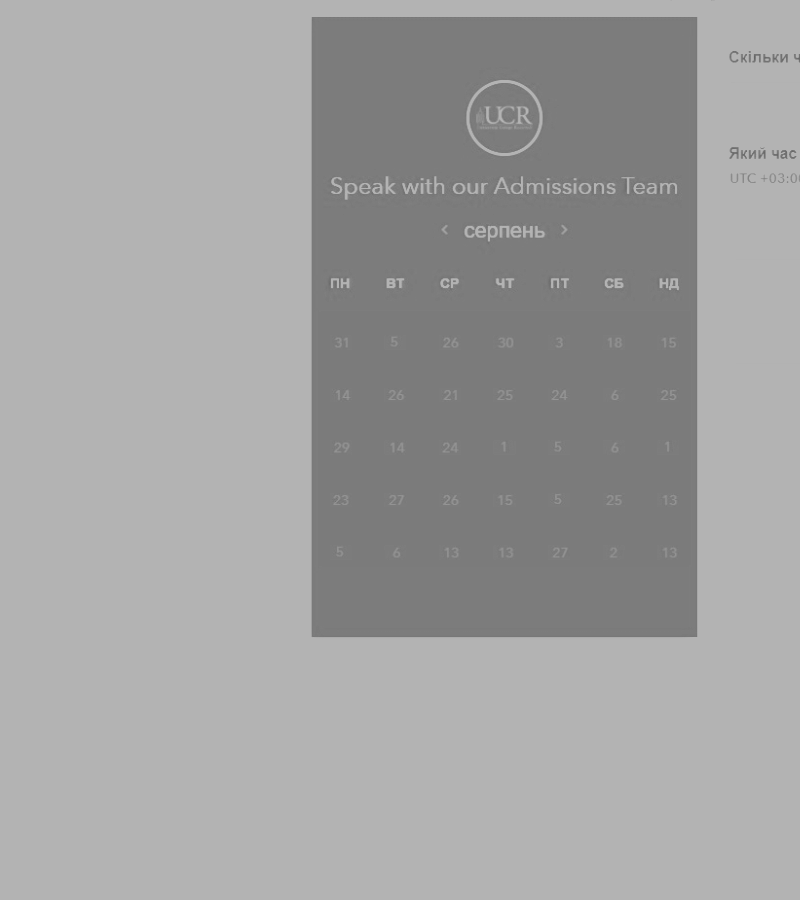 UCR
Speak with our Admissions Team
< серпень >
ПН ВТ СР ЧТ ПТ СБ НД
31 5 26 30 3 18 15
14 26 21 25 24 6 25
29 14 24 1 5 6 1
23 27 26 15 5 25 13
5 6 13 13 27 2 13
Скільки ч
Який час
UTC +03:00